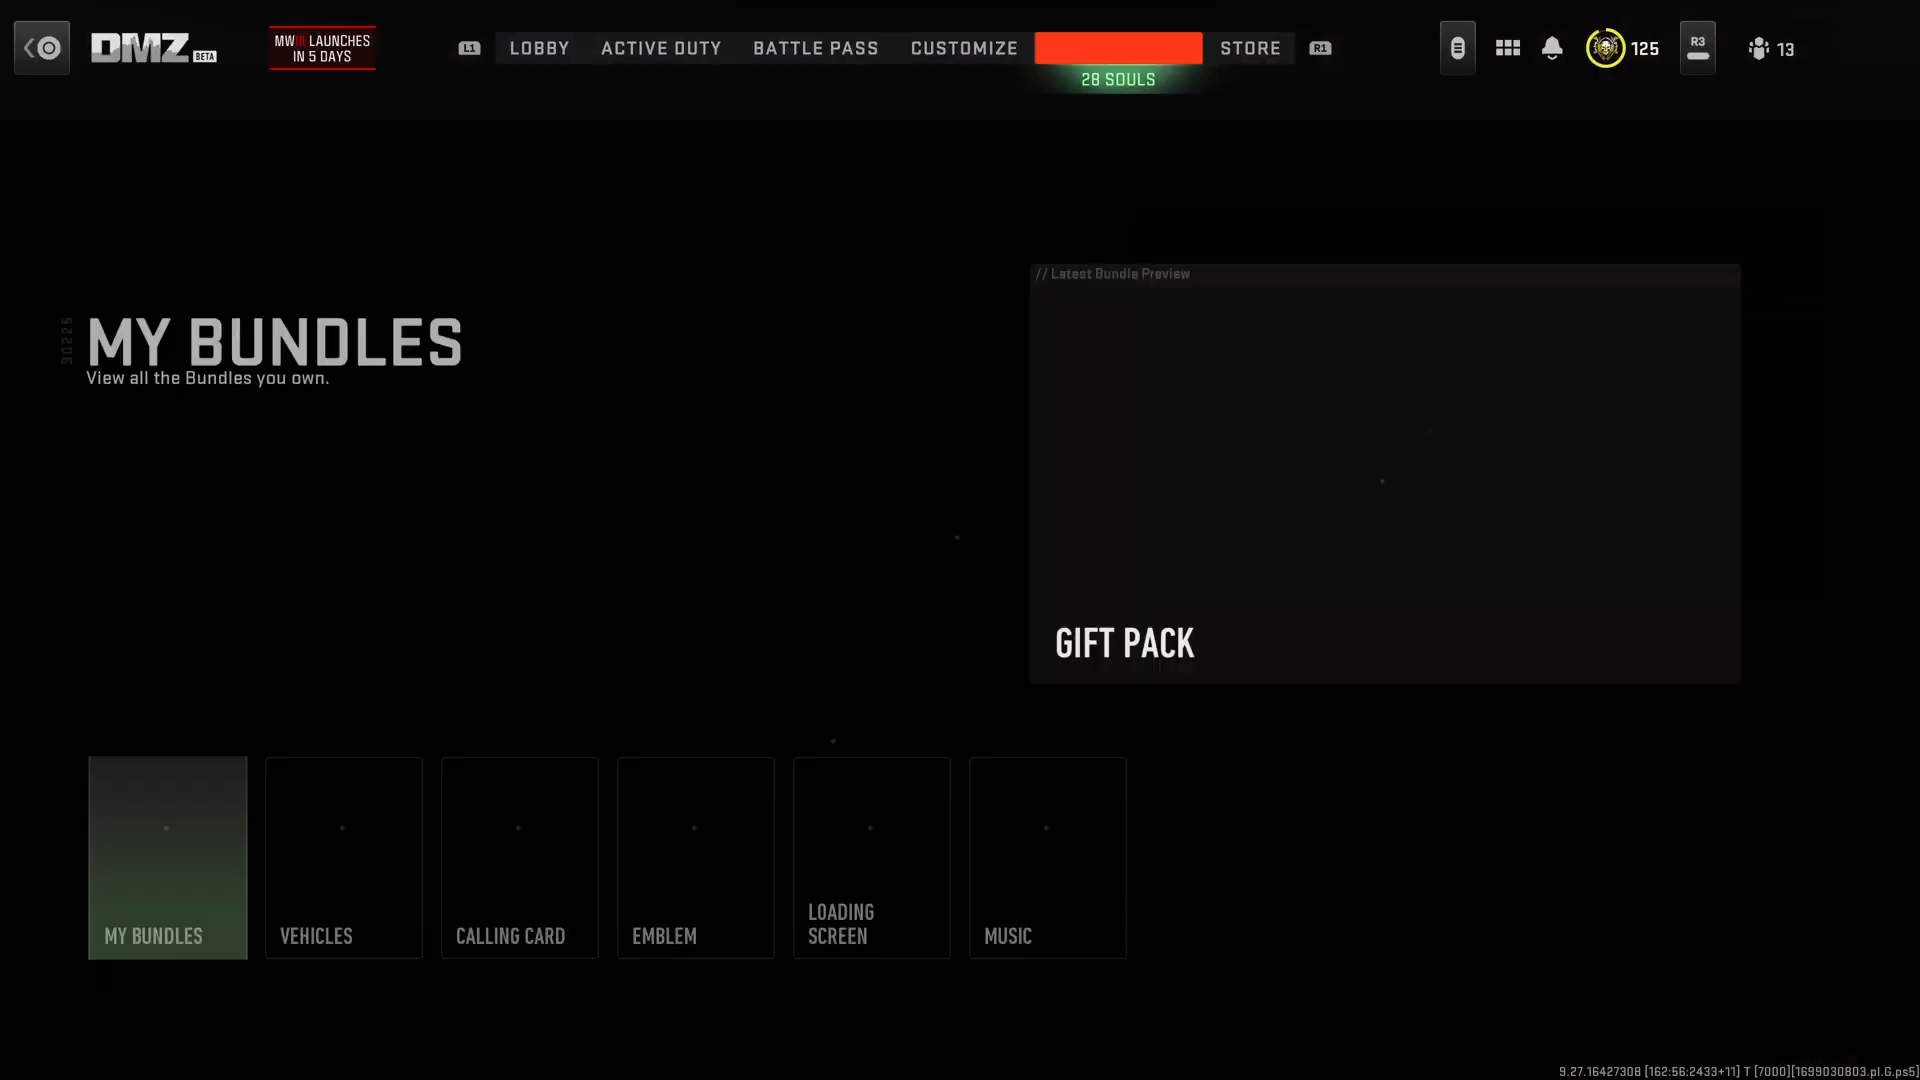 DMZ BETA
MWIII LAUNCHES
IN 5 DAYS
L1
LOBBY
ACTIVE DUTY
BATTLE PASS
CUSTOMIZE
STORE
R1
28 SOULS
125
R3
13
// Latest Bundle Preview
90225
MY BUNDLES
View all the Bundles you own.
GIFT PACK
MY BUNDLES
VEHICLES
CALLING CARD
EMBLEM
LOADING
SCREEN
MUSIC
9.27.16427308 [162:56:2433+11] T [7000][1699030803.pl.G.ps5]